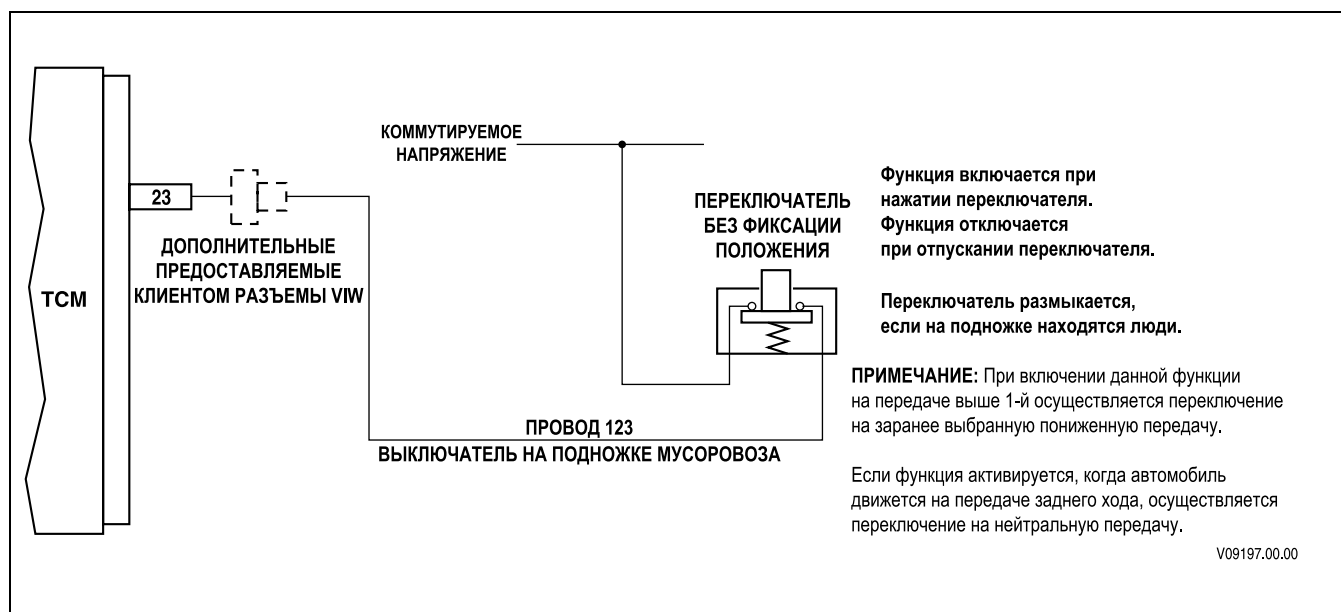 КОММУТИРУЕМОЕ
НАПРЯЖЕНИЕ
23
ДОПОЛНИТЕЛЬНЫЕ
ПРЕДОСТАВЛЯЕМЫЕ
КЛИЕНТОМ РАЗЪЕМЫ VIW
TCM
ПЕРЕКЛЮЧАТЕЛЬ
БЕЗ ФИКСАЦИИ
ПОЛОЖЕНИЯ
Функция включается при
нажатии переключателя.
Функция отключается
при отпускании переключателя.
Переключатель размыкается,
если на подножке находятся люди.
ПРИМЕЧАНИЕ: При включении данной функции
на передаче выше 1-й осуществляется переключение
на заранее выбранную пониженную передачу.
ПРОВОД 123
ВЫКЛЮЧАТЕЛЬ НА ПОДНОЖКЕ МУСОРОВОЗА
Если функция активируется, когда автомобиль
движется на передаче заднего хода, осуществляется
переключение на нейтральную передачу.
V09197.00.00